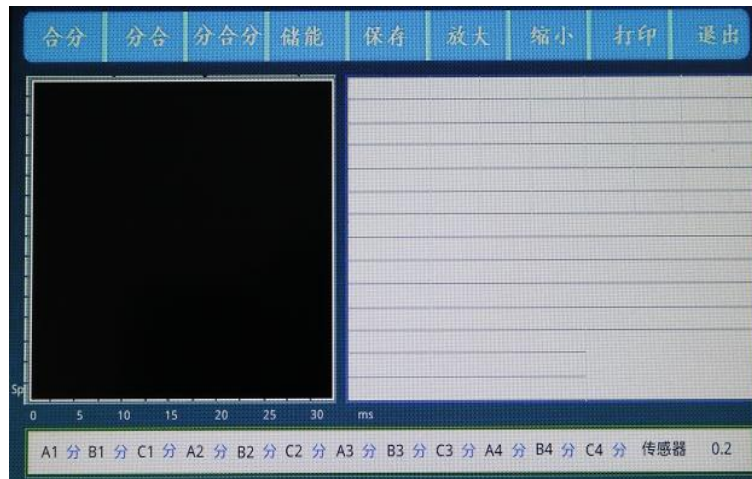 合分 分合 分合分 储能 保存 放大 缩小 打印 退出
Sp
0 5 10 15 20 25 30 ms
A1 分 B1 分 C1 分 A2 分 B2 分 C2 分 A3 分 B3 分 C3 分 A4 分 B4 分 C4 分 传感器 0.2